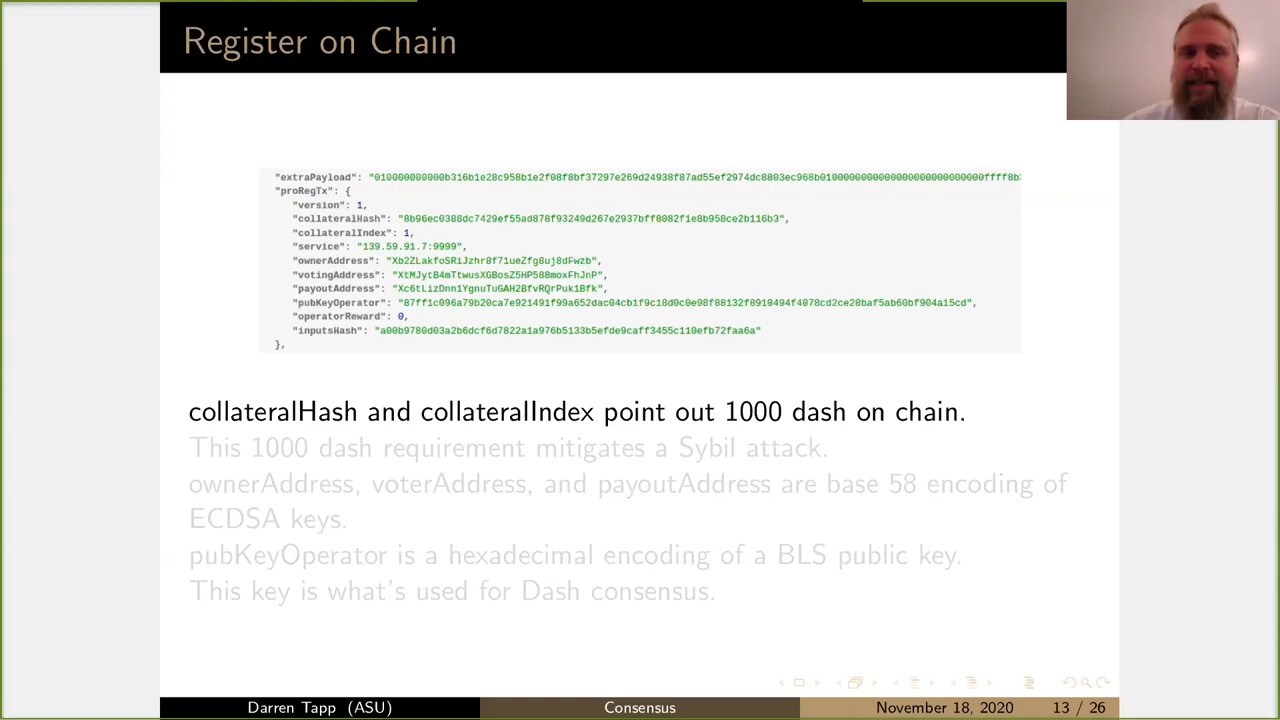 Register on Chain
"extraPayload": "010000000000b316b1e28c958b1e2f08f8bf37297e269d24938f87ad55ef2974dc8803ec968b0100000000000000000000000000ffff8b3
"proRegTx": {
"version": 1,
"collateralHash": "8b96ec0388dc7429ef55ad878f93249d267e2937bff8082f1e8b958ce2b116b3",
"collateralIndex": 1,
"service": "139.59.91.7:9999",
"ownerAddress": "Xb2ZLakfoSRiJzhr8f71ueZfg8uj8dFwzb",
"votingAddress": "XtMJytB4mTtwusXGBosZ5HP588moxFhJnP",
"payoutAddress": "Xc6tLizDnn1YgnuTuGAH2BfvRQrPuk1Bfk",
"pubKeyOperator": "87ff1c096a79b20ca7e921491f99a652dac04cb1f9c18d0c0e98f88132f8910494f4078cd2ce28baf5ab60bf904a15cd",
"operatorReward": 0,
"inputsHash": "a00b9780d03a2b6dcf6d7822a1a976b5133b5efde9caff3455c110efb72faa6a"
},
collateralHash and collateralIndex point out 1000 dash on chain.
This 1000 dash requirement mitigates a Sybil attack.
ownerAddress, voterAddress, and payoutAddress are base 58 encoding of
ECDSA keys.
pubKeyOperator is a hexadecimal encoding of a BLS public key.
This key is what's used for Dash consensus.
Darren Tapp (ASU) Consensus November 18, 2020 13 / 26